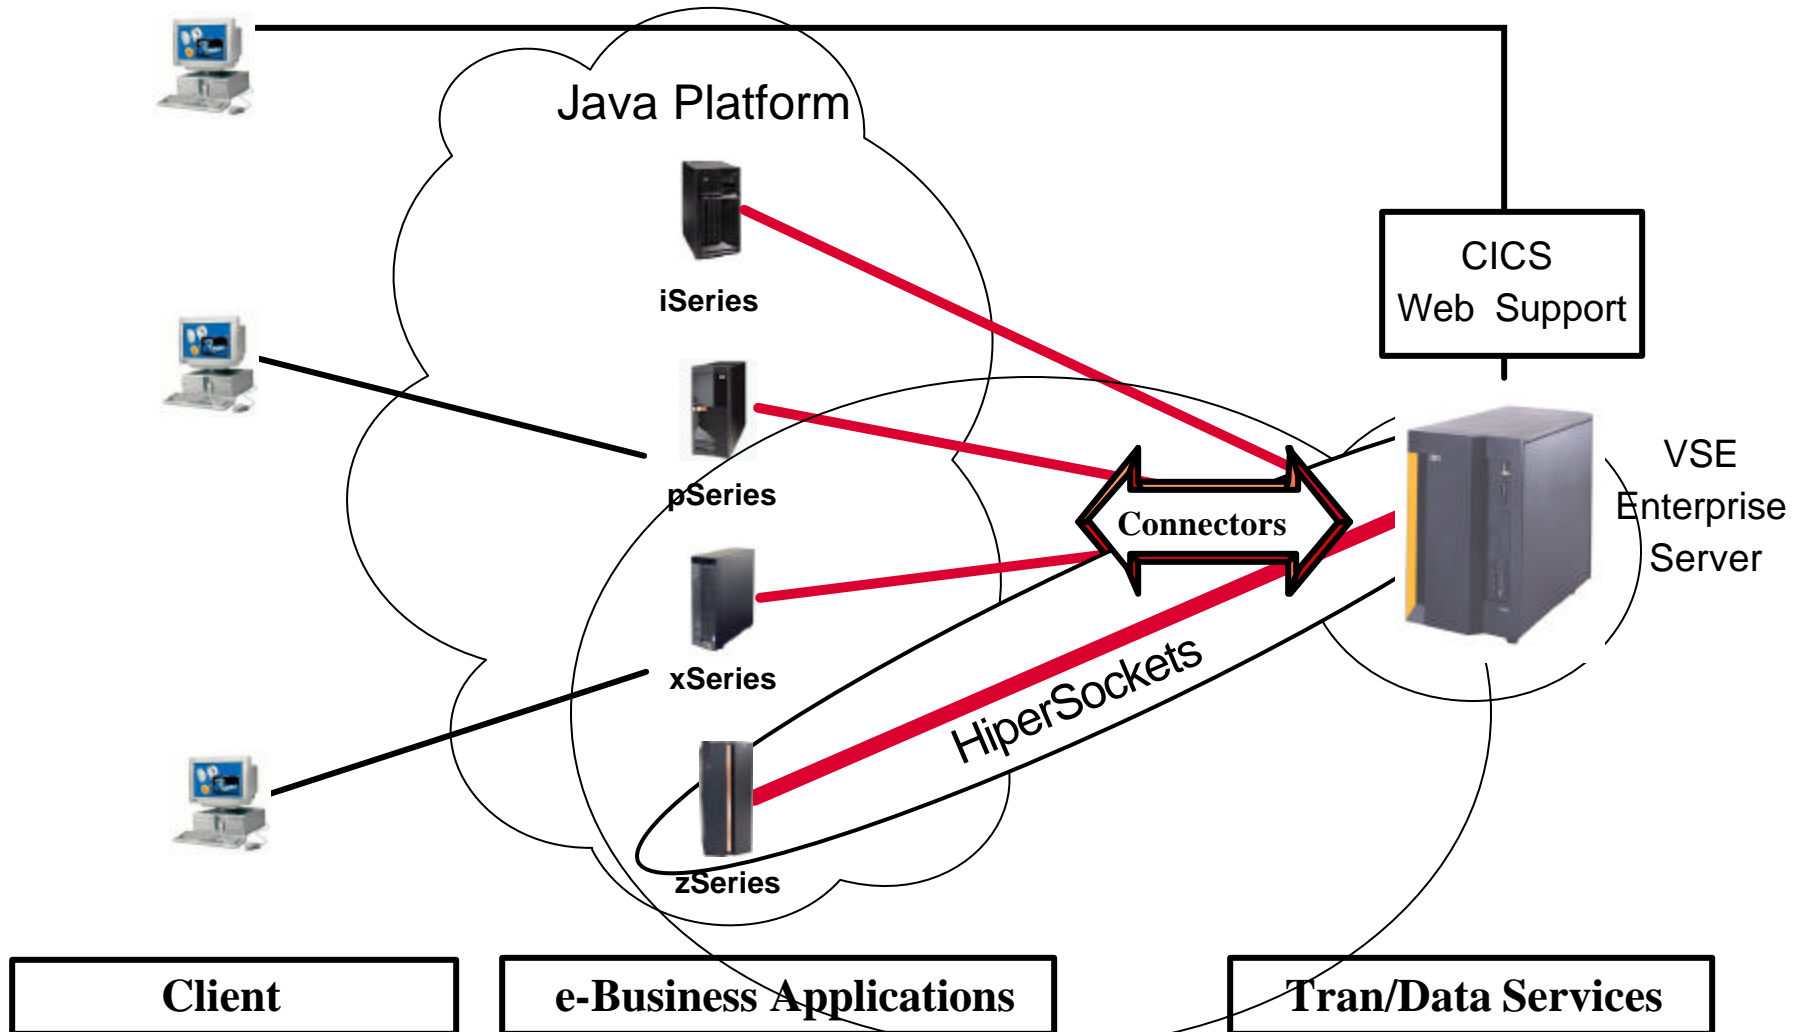 Java Platform
iSeries
CICS
Web Support
pSeries
Connectors
VSE
Enterprise
Server
xSeries
HiperSockets
zSeries
Client
e-Business Applications
Tran/Data Services